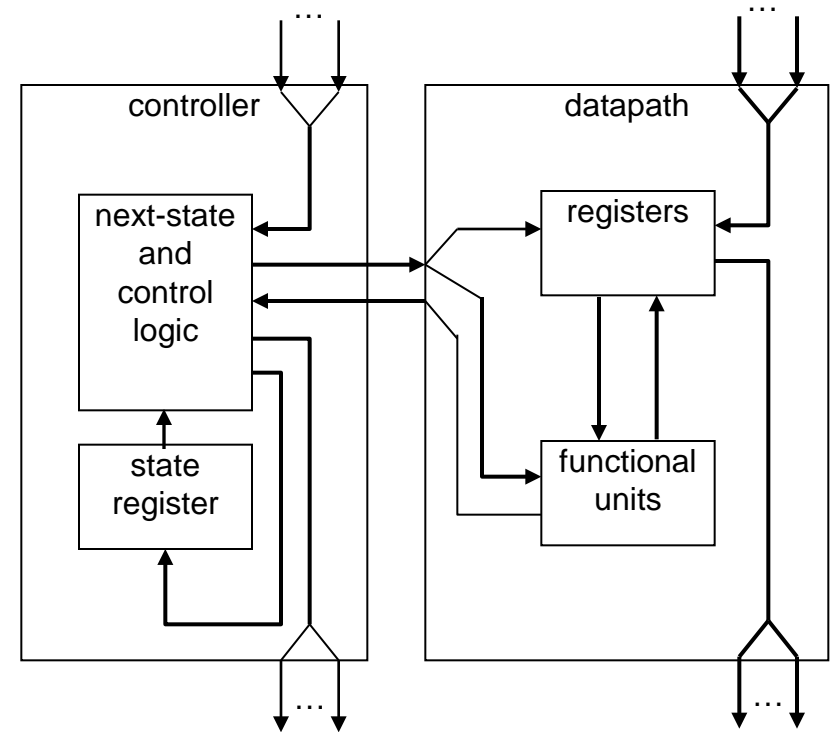 ...
...
controller
datapath
next-state
and
control
logic
registers
state
register
functional
units
...
...